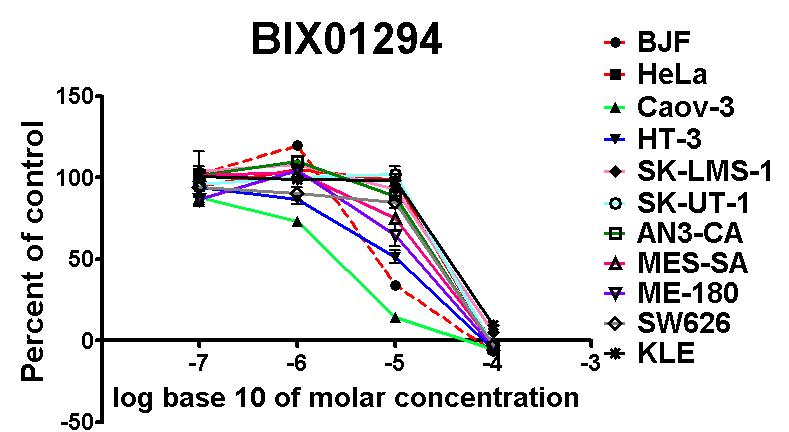 BIX01294
Percent of control
150
100
50
0
-50
-7
-6
-5
-4
-3
log base 10 of molar concentration
BJF
HeLa
Caov-3
HT-3
SK-LMS-1
SK-UT-1
AN3-CA
MES-SA
ME-180
SW626
KLE